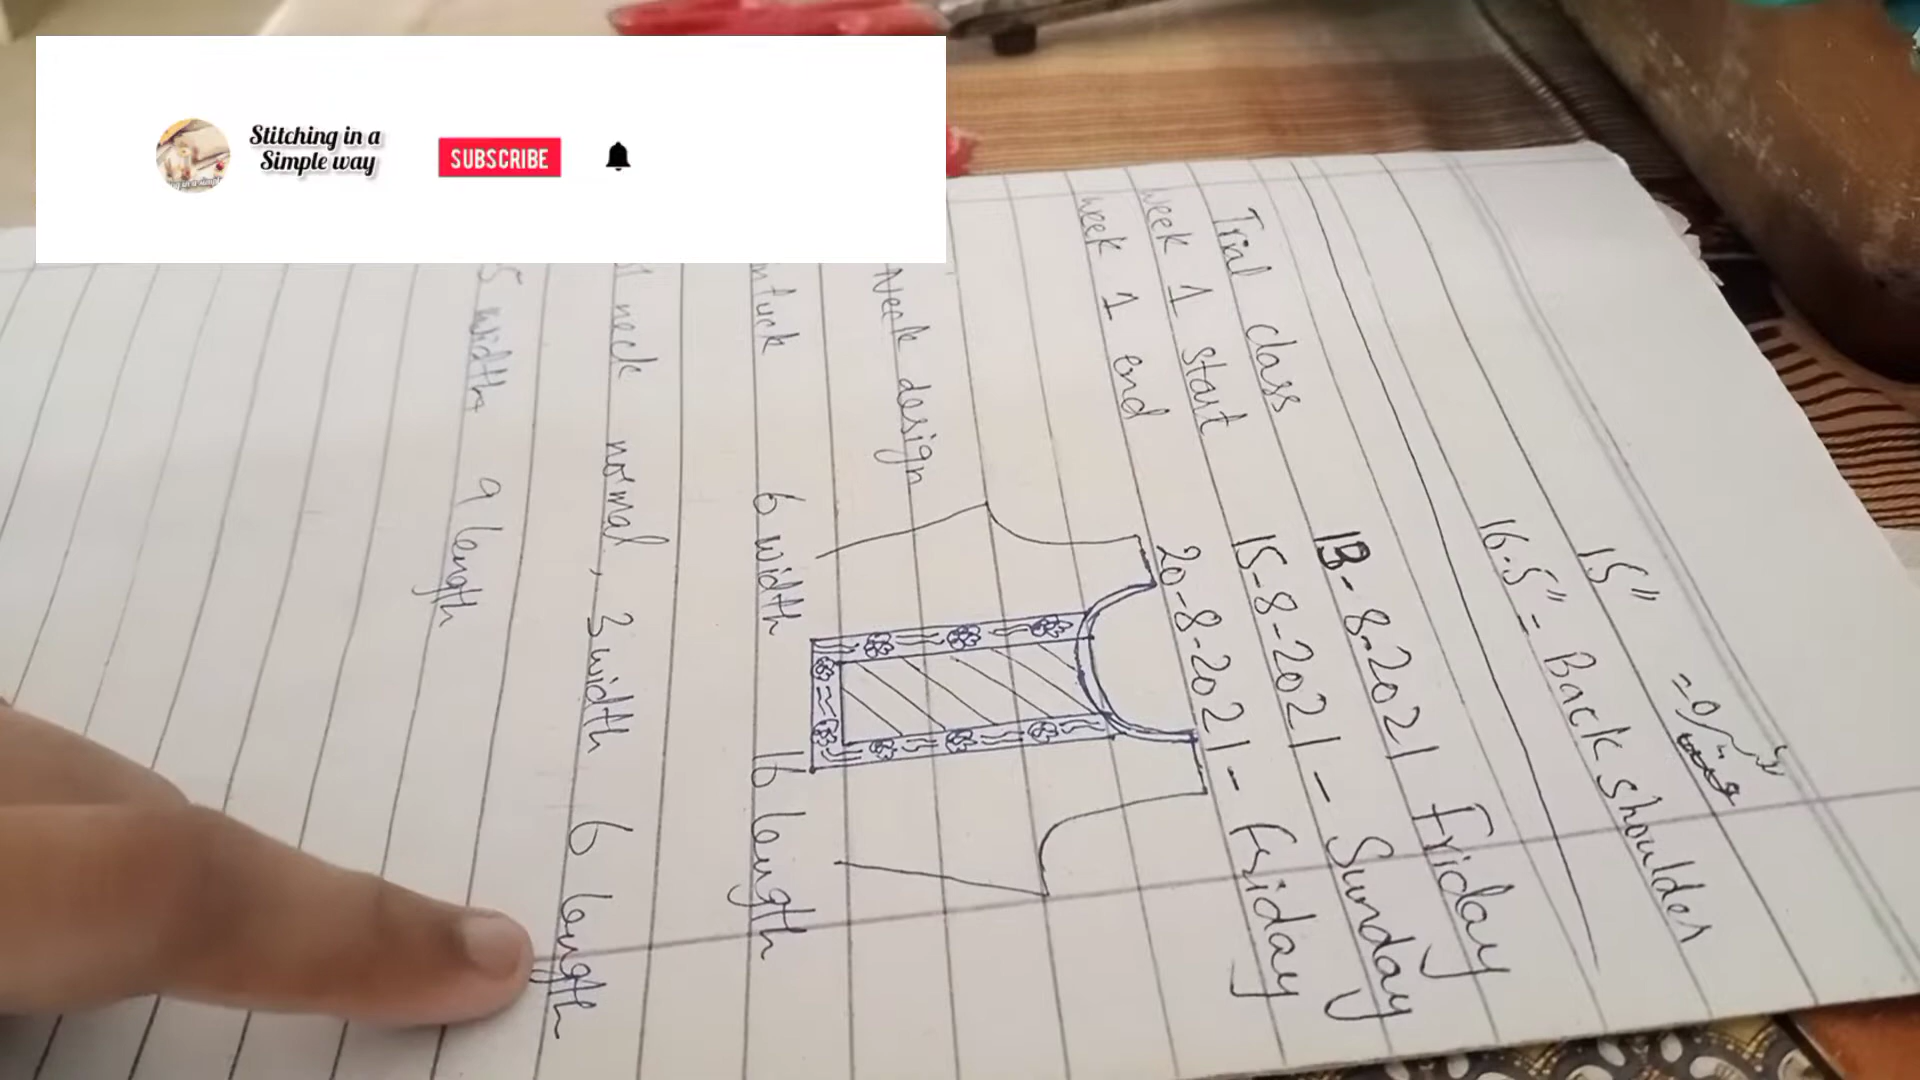 Stitching in a
Simple way
SUBSCRIBE
15"
16.5" = Back shoulder
Trial class 13-8-2021 Friday
week 1 start 15-8-2021 - Sunday
week 1 end 20-8-2021 - Friday
Neck design
6 width 16 length
neck normal, 3 width 6 length
5 width 9 length